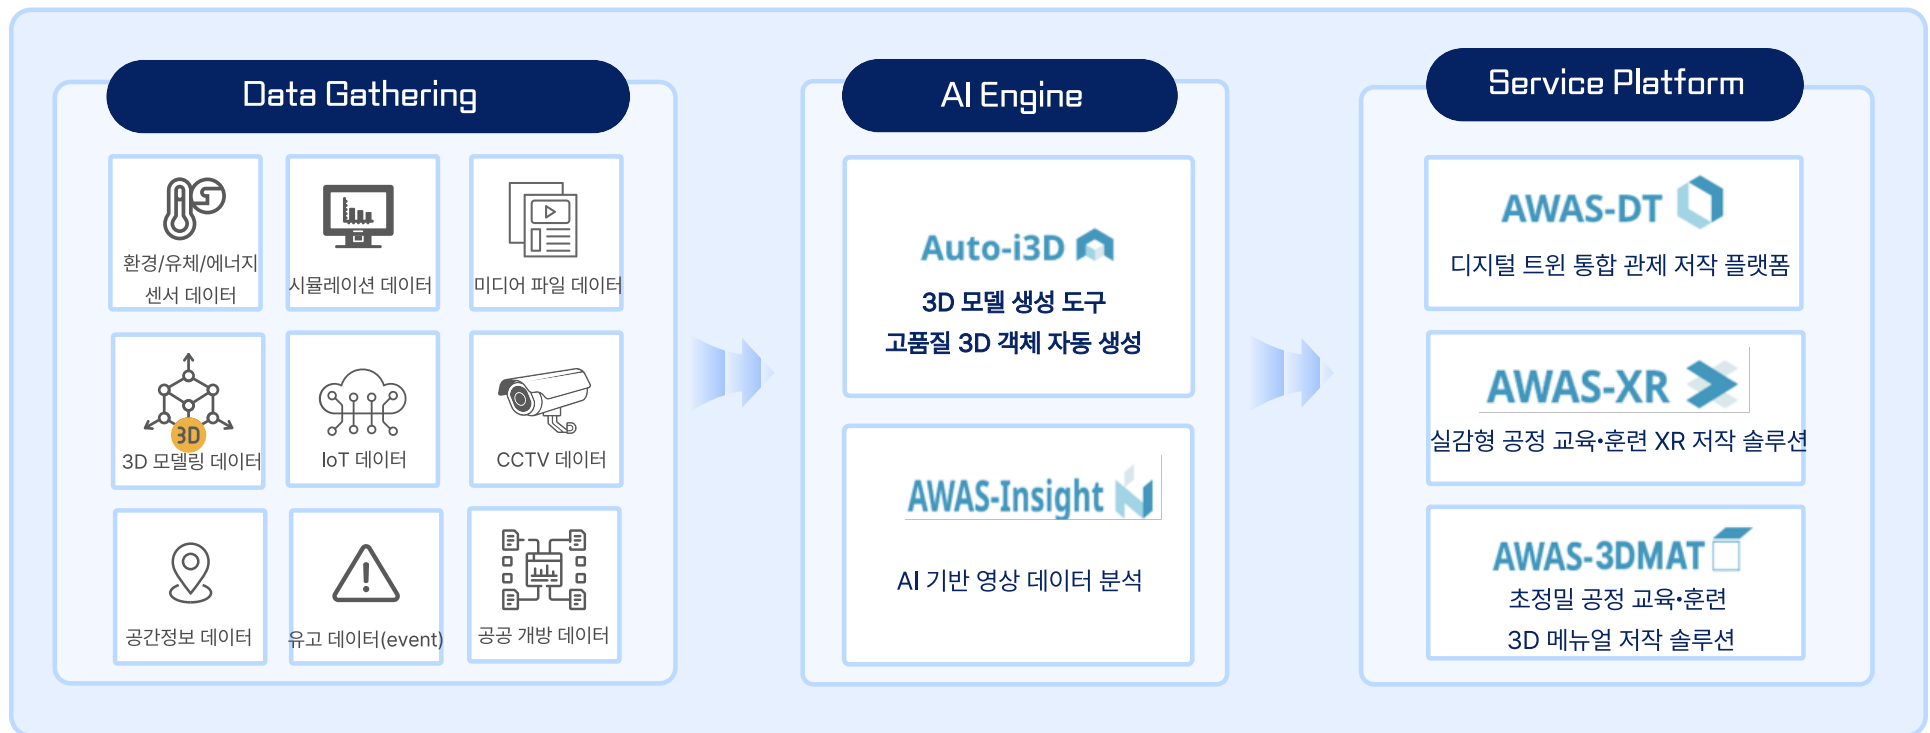 Data Gathering
환경/유체/에너지
센서 데이터
시뮬레이션 데이터
미디어 파일 데이터
3D
3D 모델링 데이터
IoT 데이터
CCTV 데이터
공간정보 데이터
유고 데이터(event)
공공 개방 데이터
AI Engine
Auto-i3D
3D 모델 생성 도구
고품질 3D 객체 자동 생성
AWAS-Insight
AI 기반 영상 데이터 분석
Service Platform
AWAS-DT
디지털 트윈 통합 관제 저작 플랫폼
AWAS-XR
실감형 공정 교육•훈련 XR 저작 솔루션
AWAS-3DMAT
초정밀 공정 교육•훈련
3D 메뉴얼 저작 솔루션